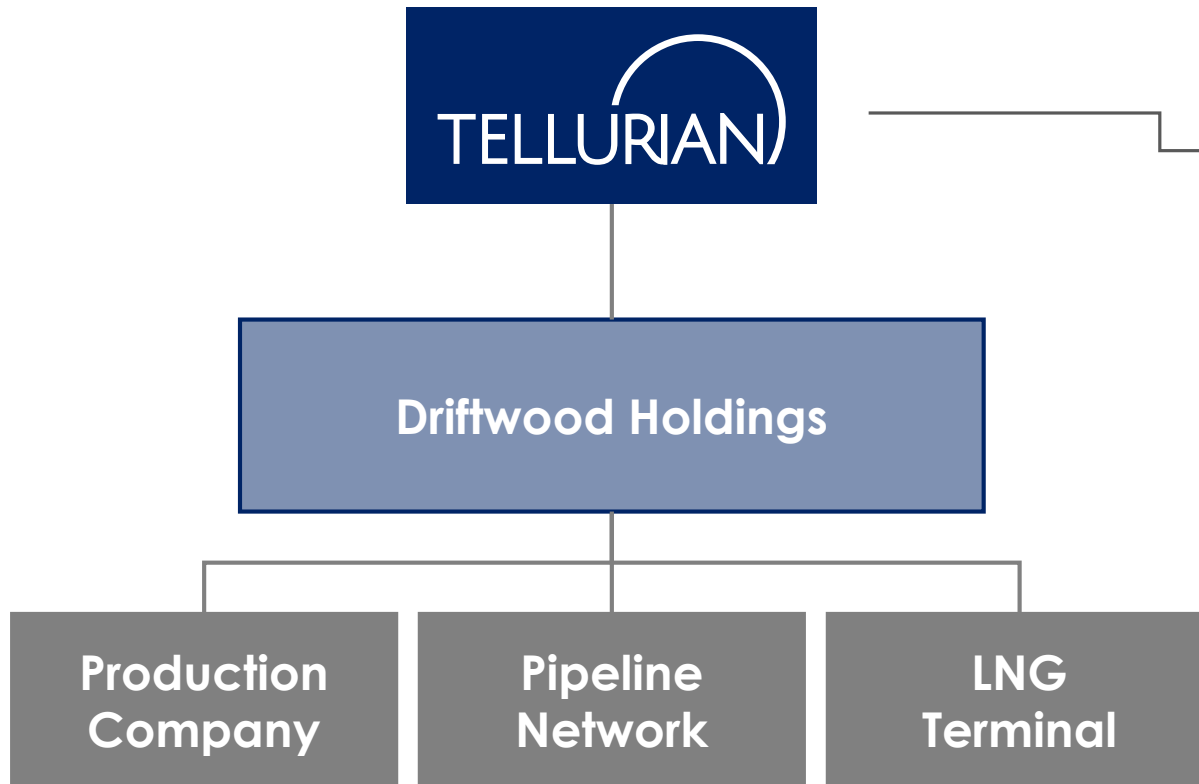 TELLURIAN
Driftwood Holdings
Production
Company
Pipeline
Network
LNG
Terminal